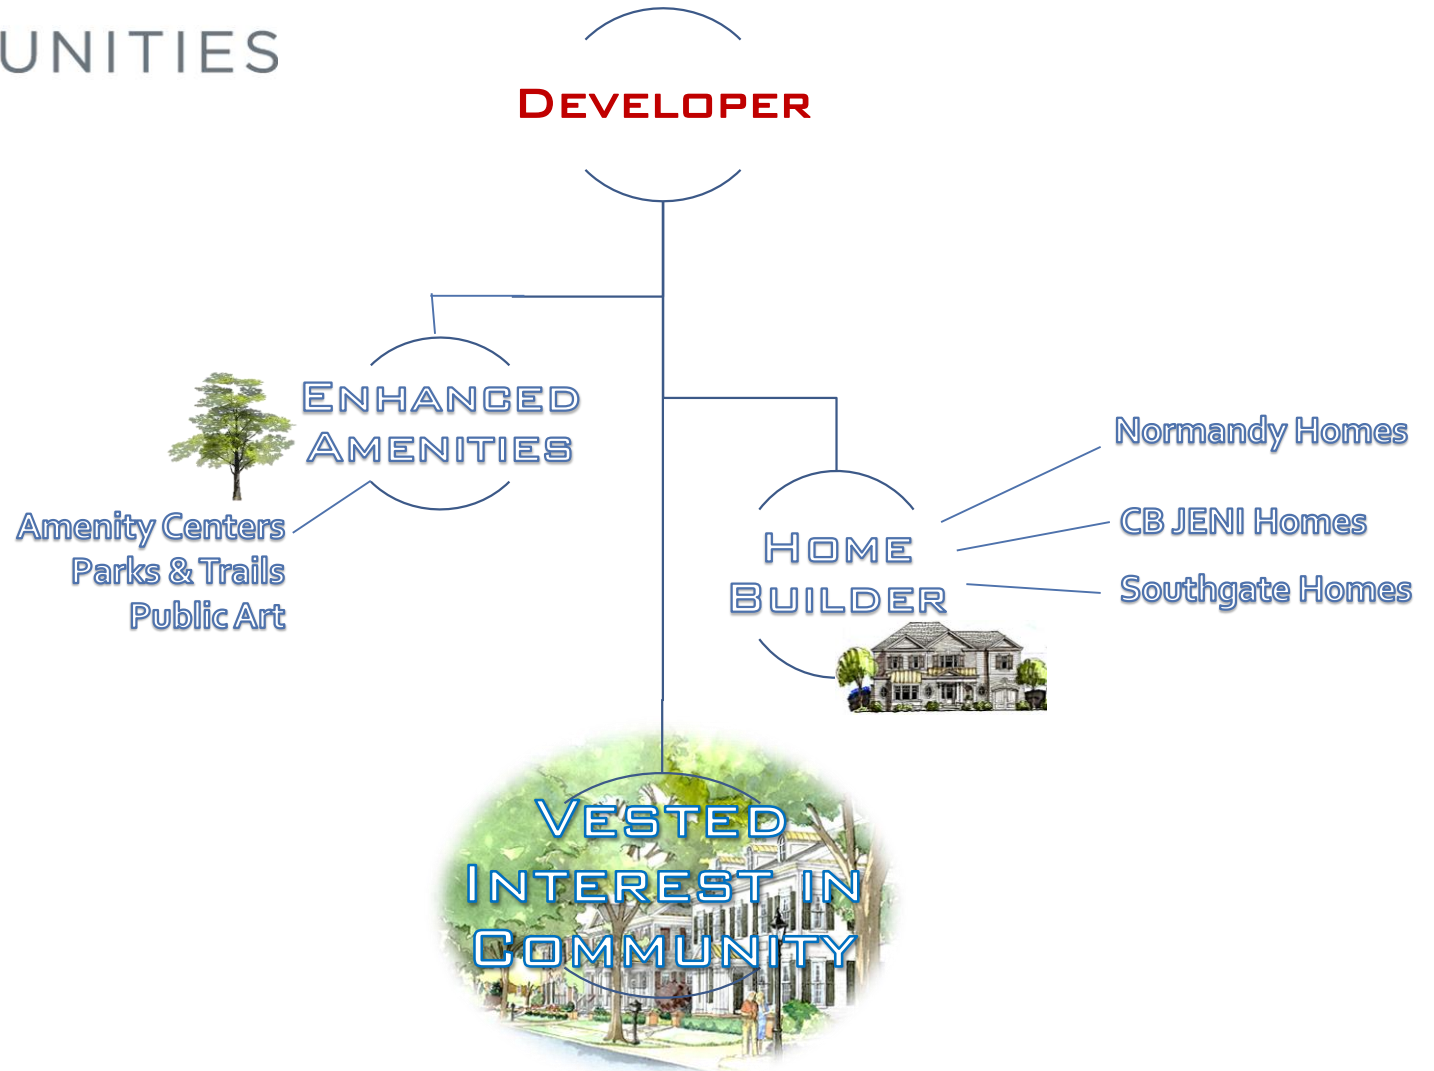 UNITIES
DEVELOPER
ENHANCED
AMENITIES
Amenity Centers
Parks & Trails
Public Art
HOME
BUILDER
Normandy Homes
CB JENI Homes
Southgate Homes
VESTED
INTEREST IN
COMMUNITY